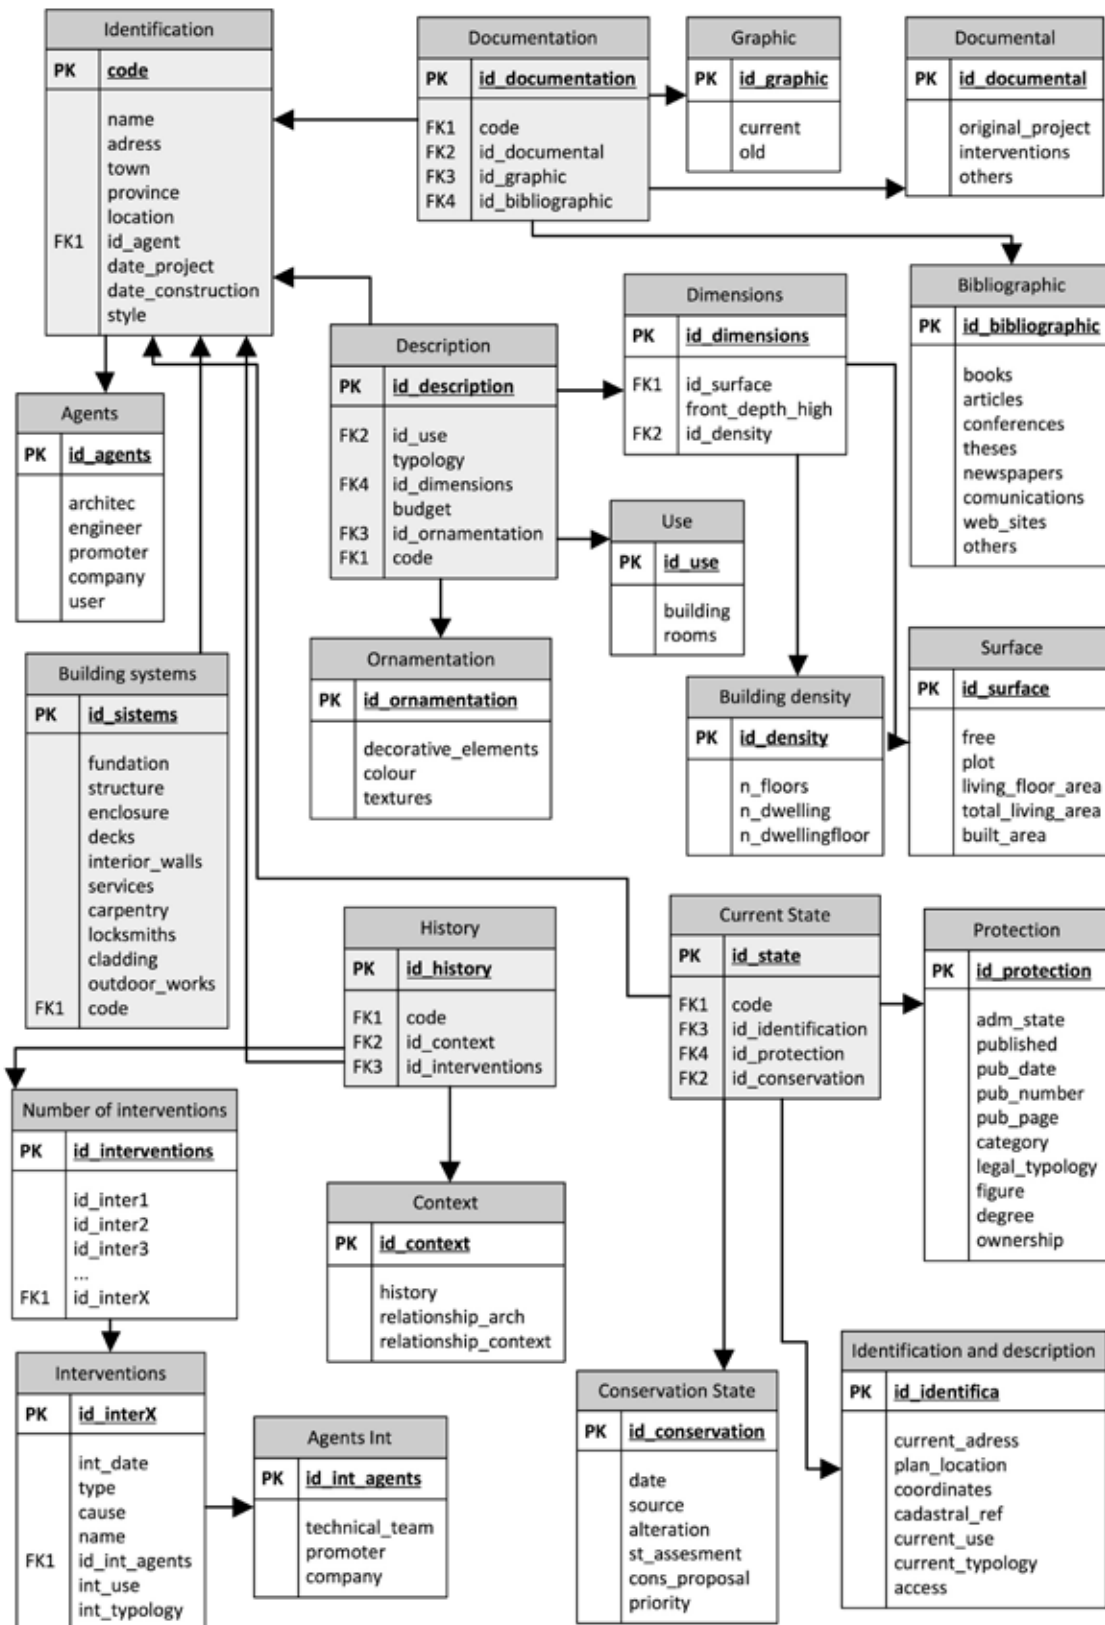 Identification
PK code
name
adress
town
province
location
FK1 id_agent
date_project
date_construction
style
Documentation
PK id_documentation
FK1 code
FK2 id_documental
FK3 id_graphic
FK4 id_bibliographic
Graphic
PK id_graphic
current
old
Documental
PK id_documental
original_project
interventions
others
Bibliographic
PK id_bibliographic
books
articles
conferences
theses
newspapers
comunications
web_sites
others
Dimensions
PK id_dimensions
FK1 id_surface
front_depth_high
FK2 id_density
Description
PK id_description
FK2 id_use
typology
FK4 id_dimensions
budget
FK3 id_ornamentation
FK1 code
Agents
PK id_agents
architec
engineer
promoter
company
user
Use
PK id_use
building
rooms
Ornamentation
PK id_ornamentation
decorative_elements
colour
textures
Building density
PK id_density
n_floors
n_dwelling
n_dwellingfloor
Surface
PK id_surface
free
plot
living_floor_area
total_living_area
built_area
Building systems
PK id_sistems
fundation
structure
enclosure
decks
interior_walls
services
carpentry
locksmiths
cladding
outdoor_works
FK1 code
History
PK id_history
FK1 code
FK2 id_context
FK3 id_interventions
Current State
PK id_state
FK1 code
FK3 id_identification
FK4 id_protection
FK2 id_conservation
Protection
PK id_protection
adm_state
published
pub_date
pub_number
pub_page
category
legal_typology
figure
degree
ownership
Number of interventions
PK id_interventions
id_inter1
id_inter2
id_inter3
...
FK1 id_interX
Context
PK id_context
history
relationship_arch
relationship_context
Interventions
PK id_interX
int_date
type
cause
name
FK1 id_int_agents
int_use
int_typology
Agents Int
PK id_int_agents
technical_team
promoter
company
Conservation State
PK id_conservation
date
source
alteration
st_assesment
cons_proposal
priority
Identification and description
PK id_identifica
current_adress
plan_location
coordinates
cadastral_ref
current_use
current_typology
access